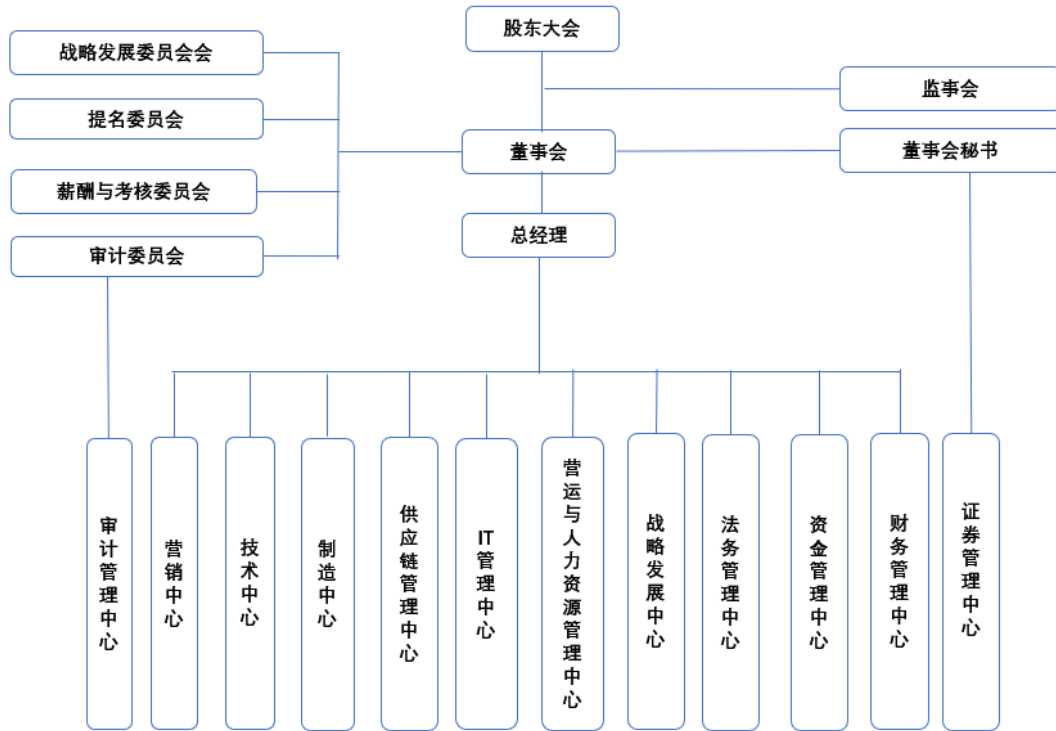 股东大会
战略发展委员会会
监事会
提名委员会
董事会
董事会秘书
薪酬与考核委员会
总经理
审计委员会
审计管理中心
营销中心
技术中心
制造中心
供应链管理中心
IT管理中心
营运与人力资源管理中心
战略发展中心
法务管理中心
资金管理中心
财务管理中心
证券管理中心